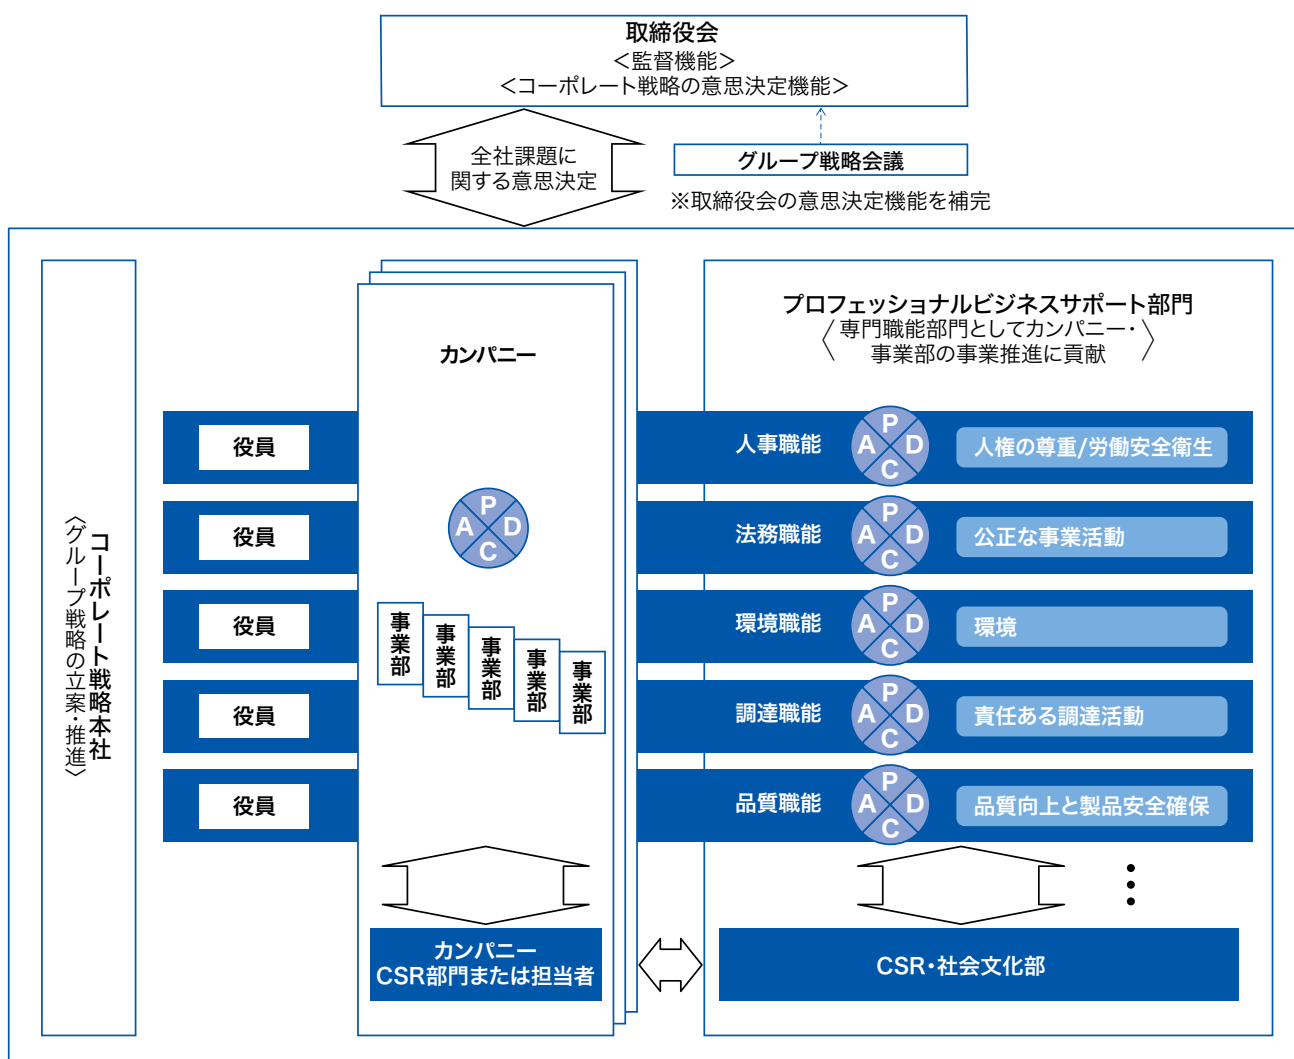 取締役会
＜監督機能＞
＜コーポレート戦略の意思決定機能＞
全社課題に
関する意思決定
グループ戦略会議
※取締役会の意思決定機能を補完
コーポレート戦略本社
〈グループ戦略の立案・推進〉
カンパニー
プロフェッショナルビジネスサポート部門
〈専門職能部門としてカンパニー・
事業部の事業推進に貢献〉
役員
人事職能
P
A D
C
人権の尊重/労働安全衛生
役員
P
A D
C
法務職能
P
A D
C
公正な事業活動
役員
事業部
事業部
事業部
事業部
事業部
環境職能
P
A D
C
環境
役員
調達職能
P
A D
C
責任ある調達活動
役員
品質職能
P
A D
C
品質向上と製品安全確保
カンパニー
CSR部門または担当者
CSR・社会文化部